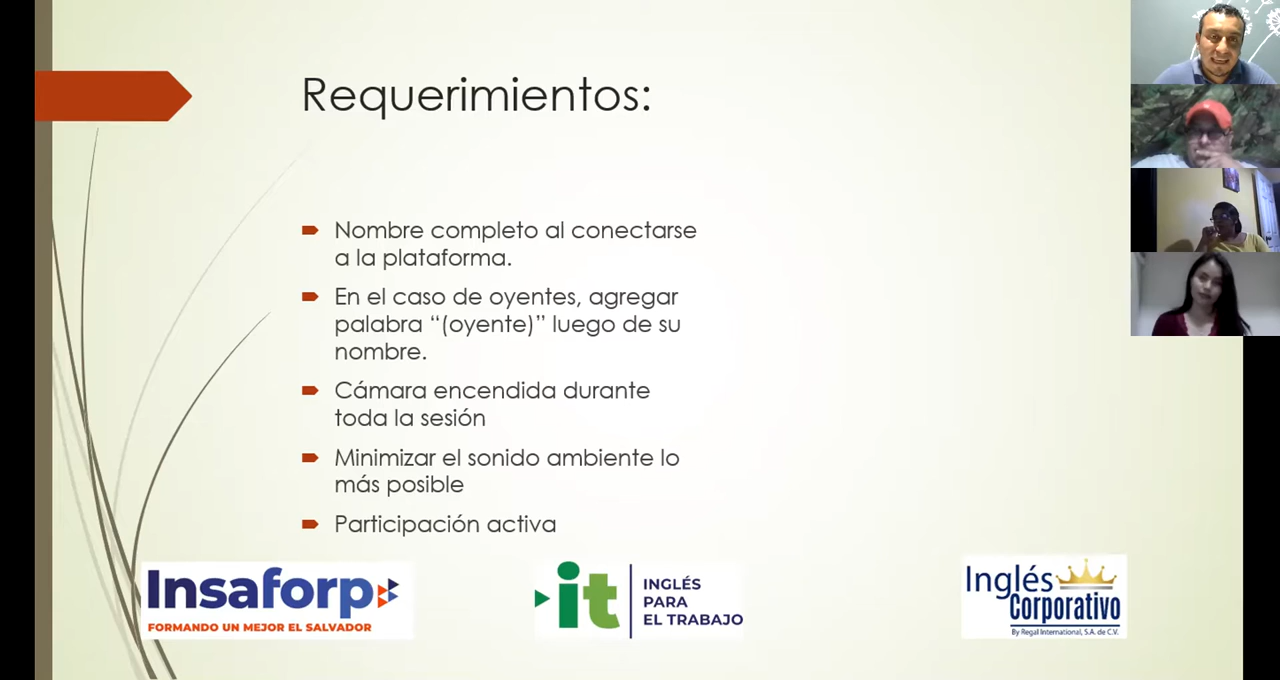 Requerimientos:
Nombre completo al conectarse
a la plataforma.
En el caso de oyentes, agregar
palabra “(oyente)” luego de su
nombre.
Cámara encendida durante
toda la sesión
Minimizar el sonido ambiente lo
más posible
Participación activa
Insaforp
FORMANDO UN MEJOR EL SALVADOR
it
INGLÉS
PARA
EL TRABAJO
Inglés
Corporativo
By Regal International, S.A. de C.V.